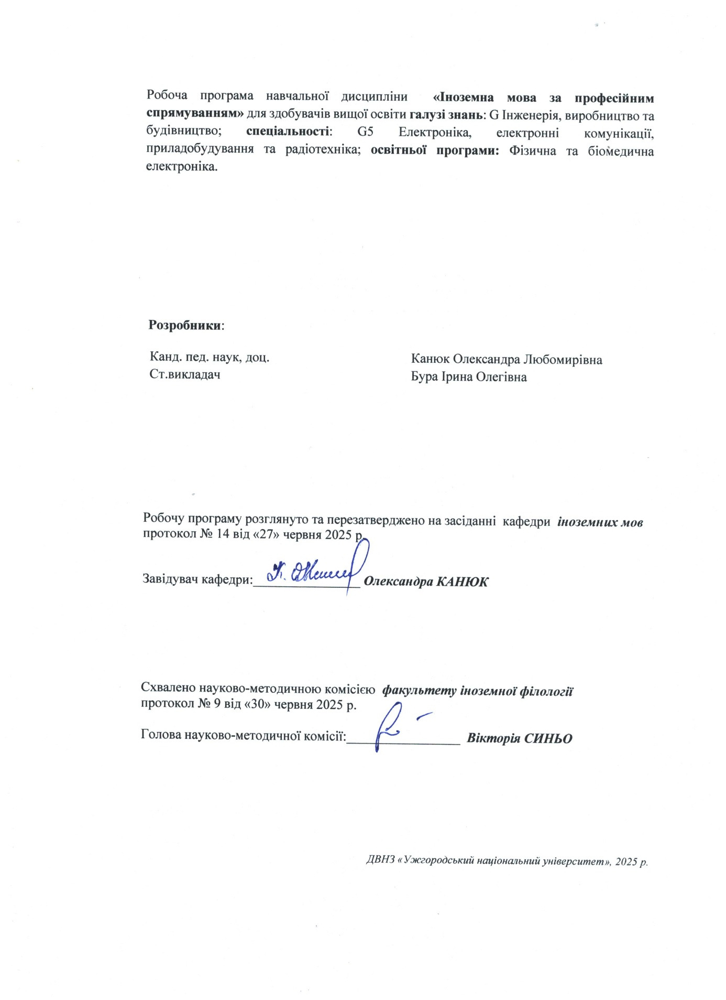 Робоча програма навчальної дисципліни «Іноземна мова за професійним
спрямуванням» для здобувачів вищої освіти галузі знань: G Інженерія, виробництво та
будівництво; спеціальності: G5 Електроніка, електронні комунікації,
приладобудування та радіотехніка; освітньої програми: Фізична та біомедична
електроніка.
Розробники:
Канд. пед. наук, доц. Канюк Олександра Любомирівна
Ст.викладач Бура Ірина Олегівна
Робочу програму розглянуто та перезатверджено на засіданні кафедри іноземних мов
протокол № 14 від «27» червня 2025 р.
Завідувач кафедри: Олександра КАНЮК
Схвалено науково-методичною комісією факультету іноземної філології
протокол № 9 від «30» червня 2025 р.
Голова науково-методичної комісії: Вікторія СИНЬО
ДВНЗ «Ужгородський національний університет», 2025 р.